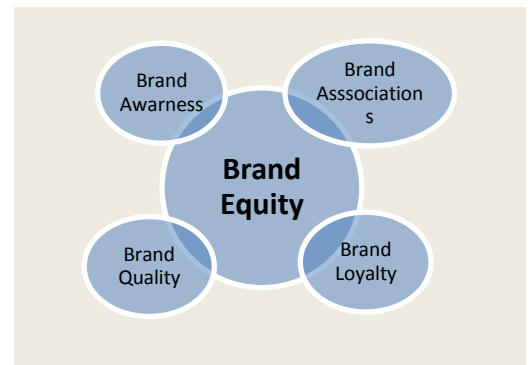 Brand
Awarness
Brand
Asssociation
s
Brand
Equity
Brand
Quality
Brand
Loyalty